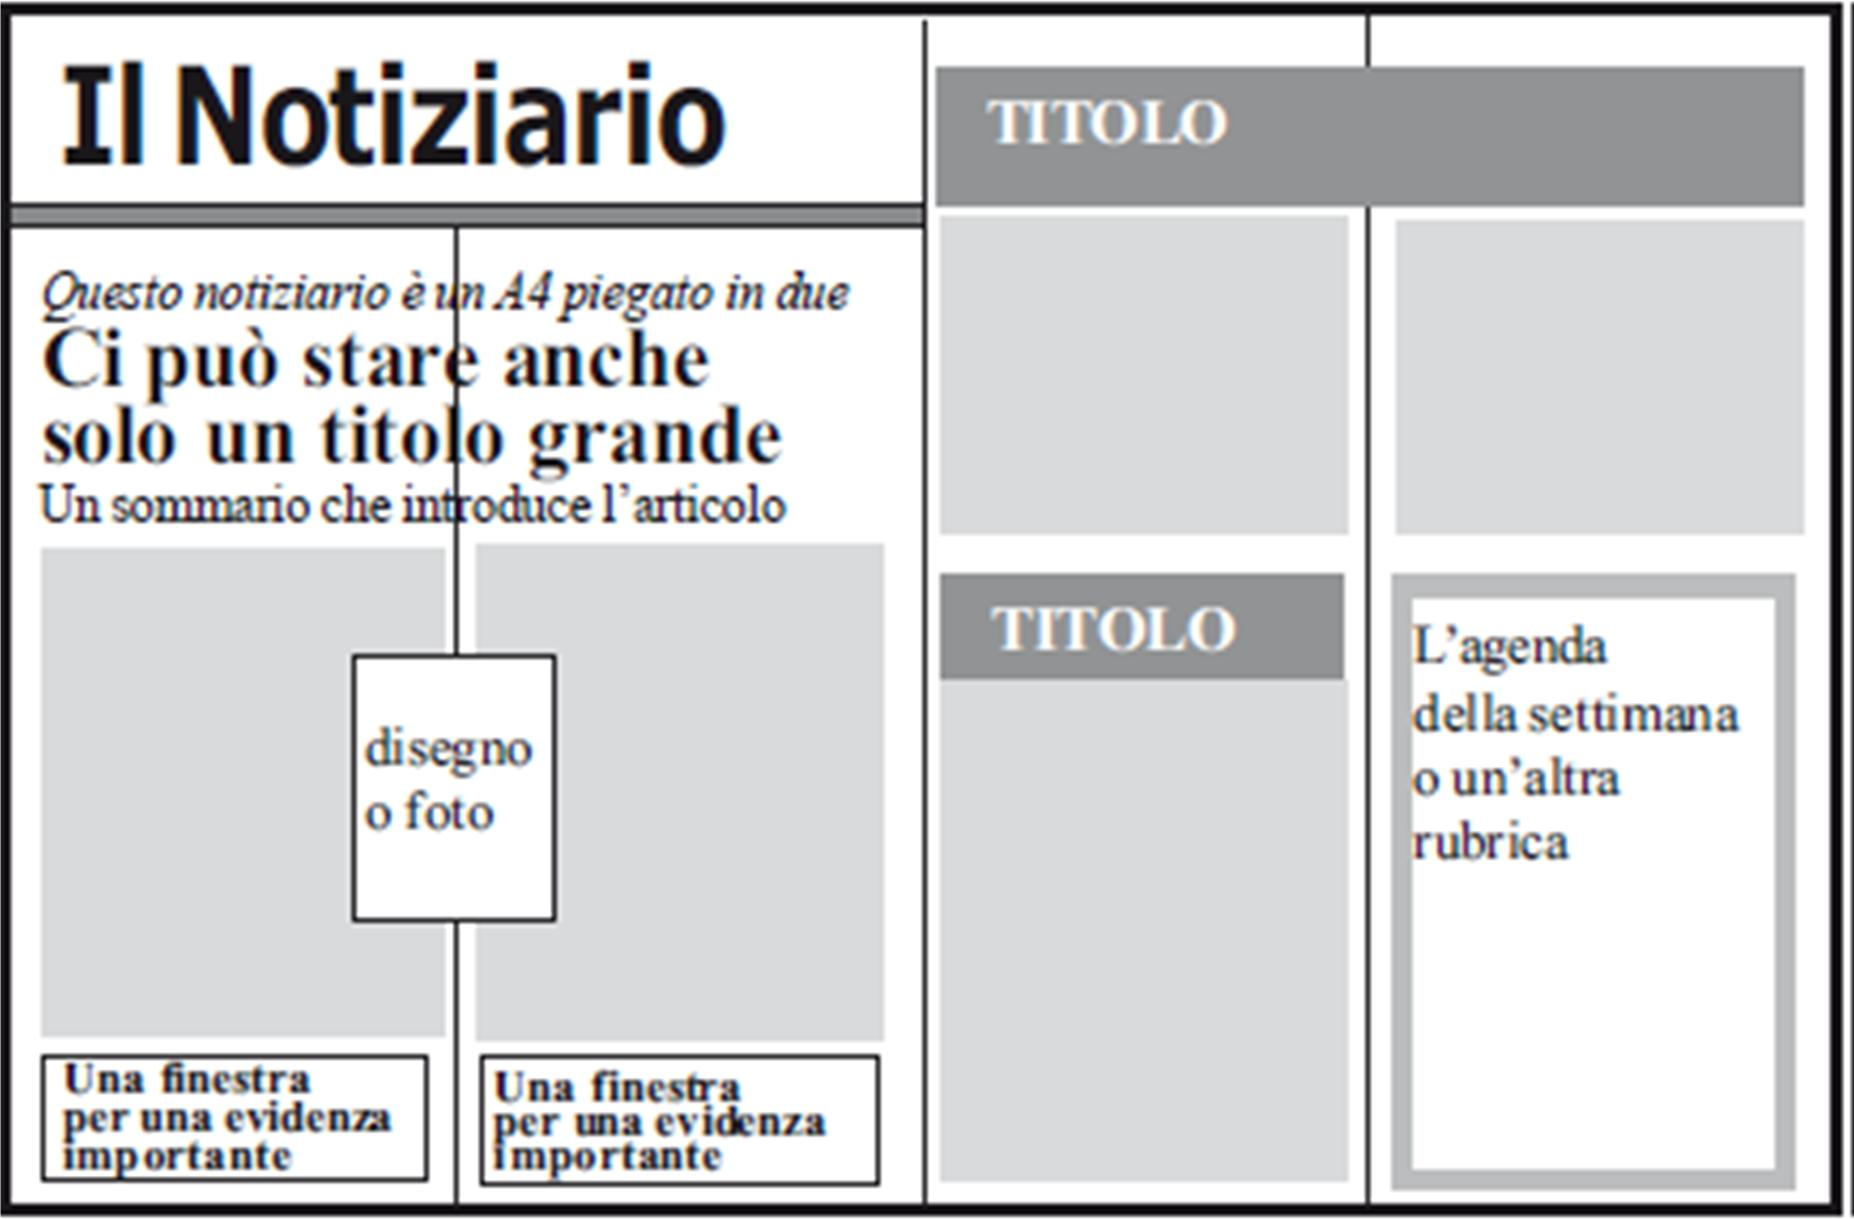 Il Notiziario
Questo notiziario è un A4 piegato in due
Ci può stare anche
solo un titolo grande
Un sommario che introduce l’articolo
disegno
o foto
Una finestra
per una evidenza
importante
Una finestra
per una evidenza
importante
TITOLO
TITOLO
L’agenda
della settimana
o un’altra
rubrica